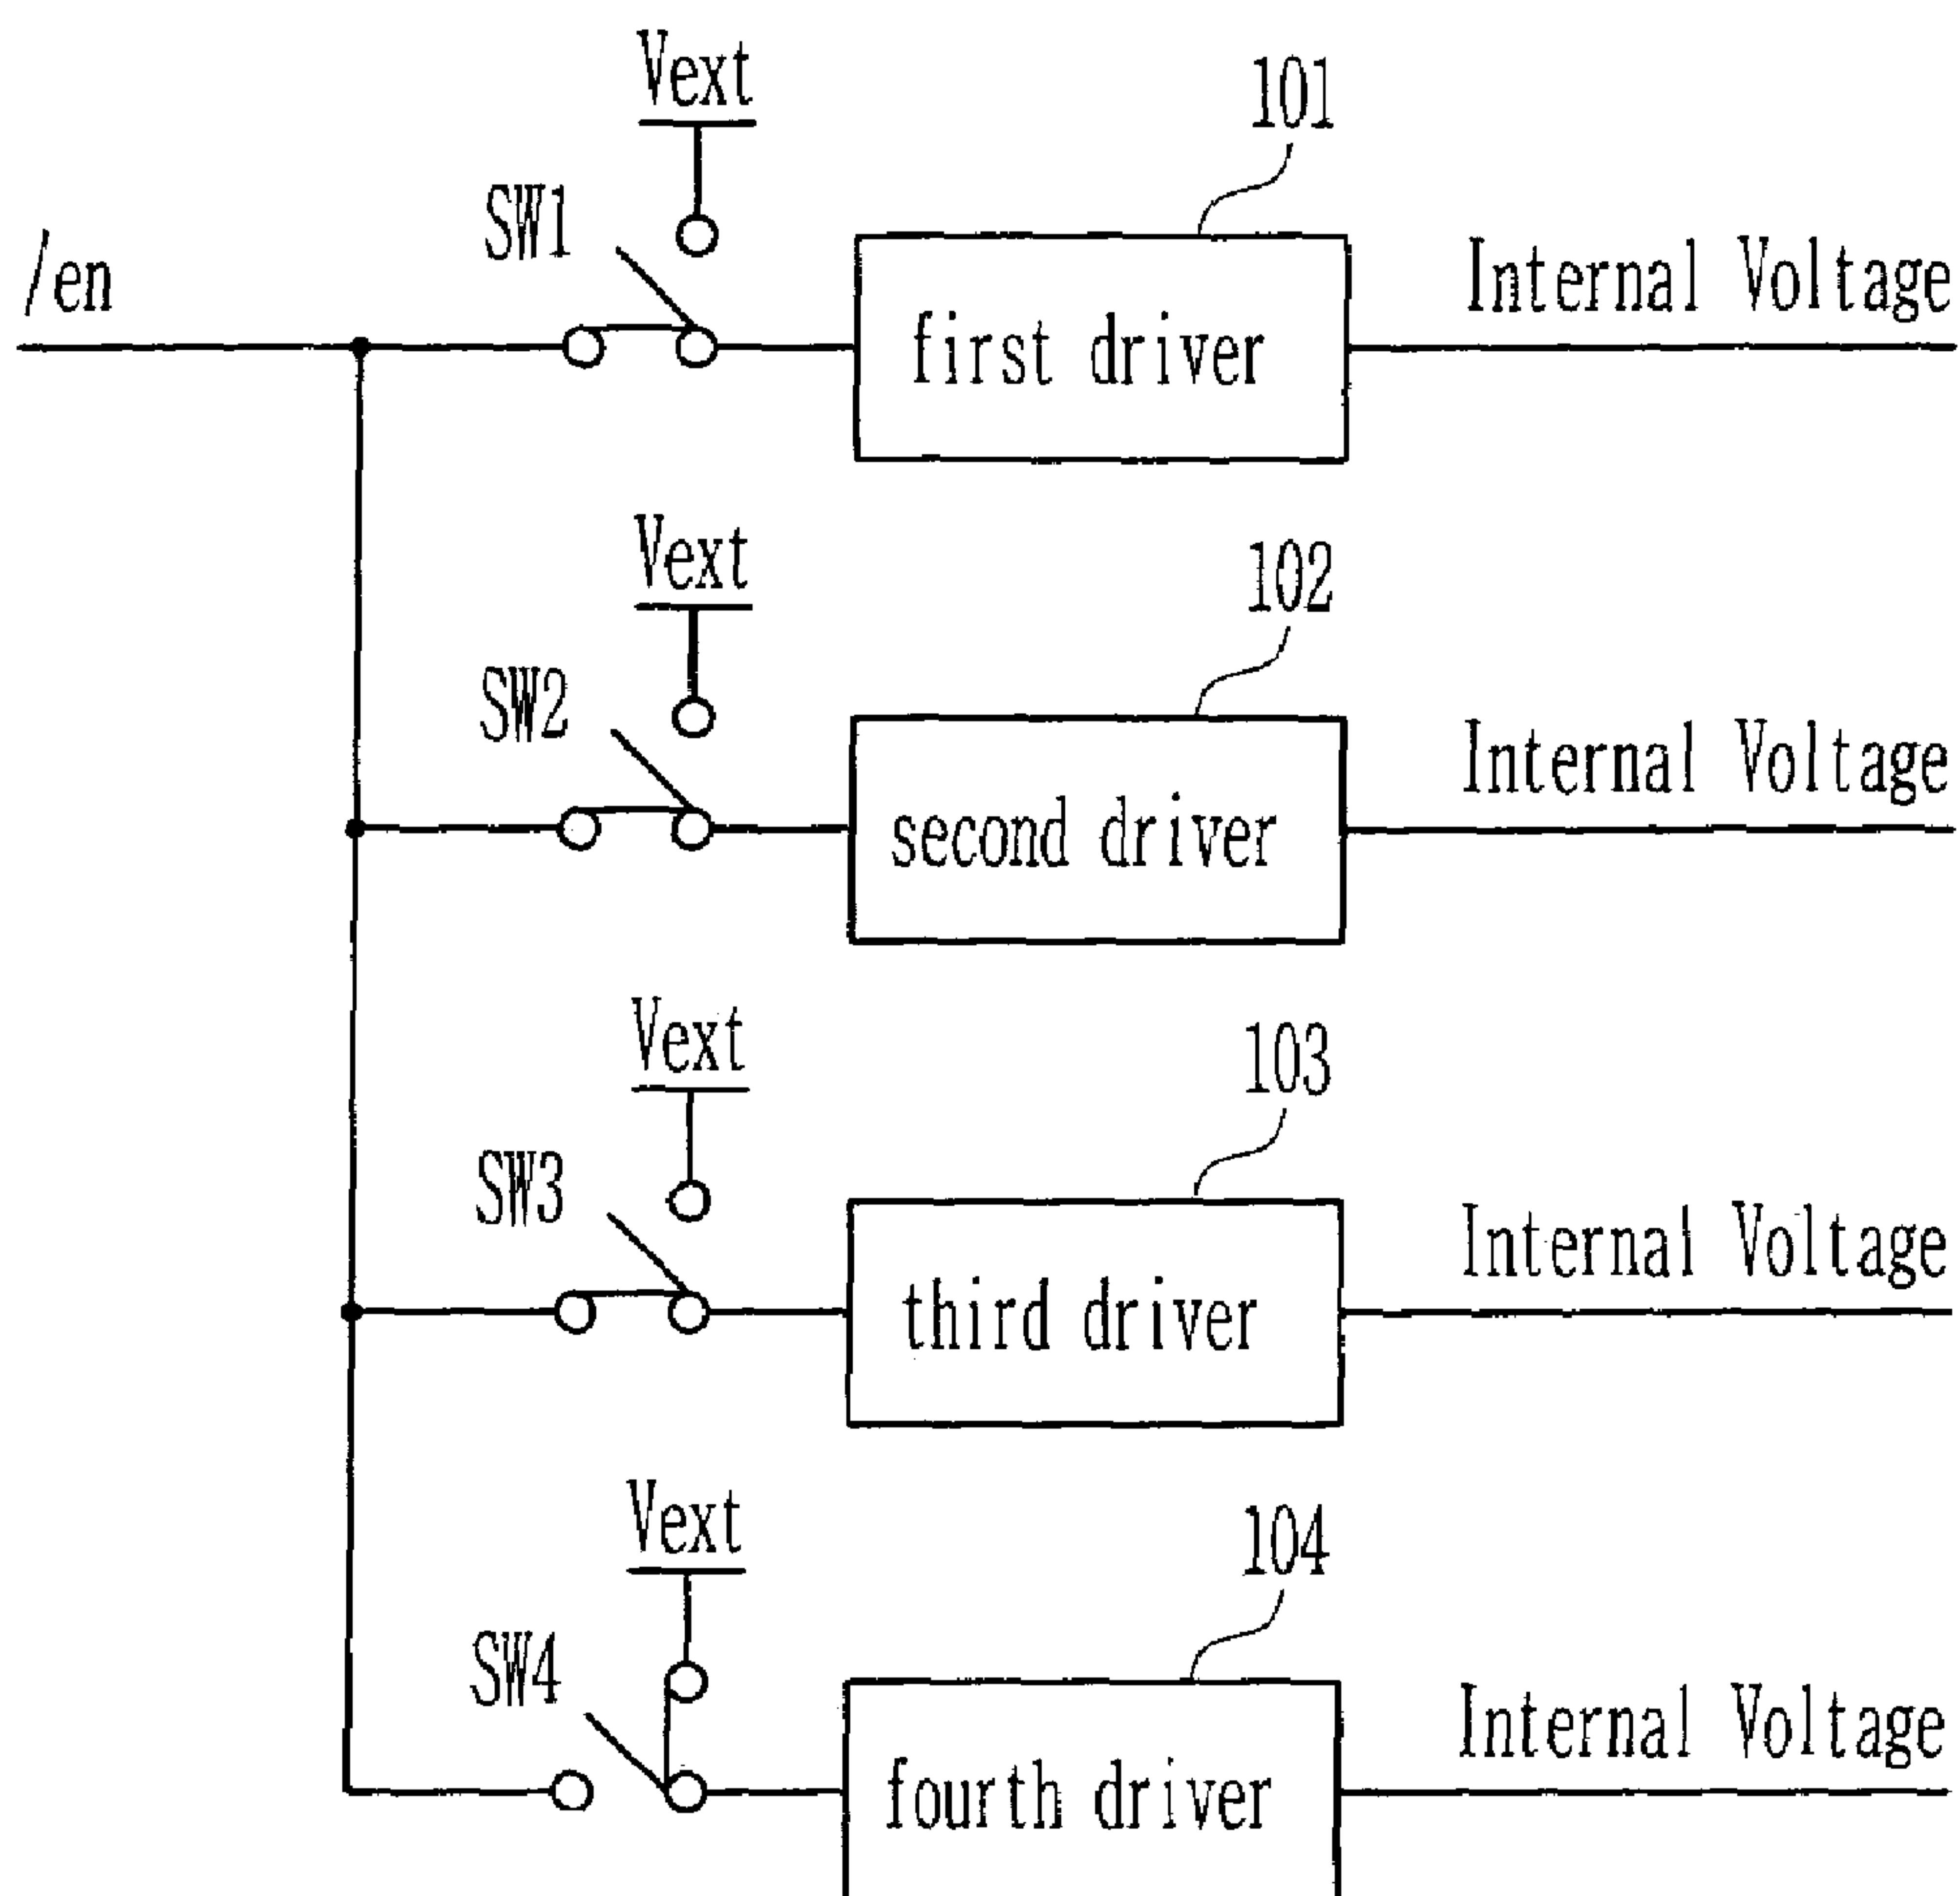 Vext
101
SW1
/en
Internal Voltage
first driver
Vext
102
SW2
Internal Voltage
second driver
Vext
103
SW3
Internal Voltage
third driver
Vext
104
SW4
Internal Voltage
fourth driver